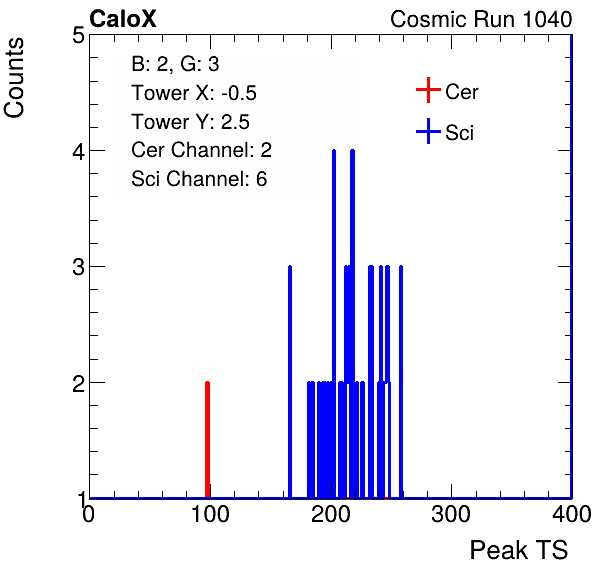 CaloX
Cosmic Run 1040
Counts
B: 2, G: 3
Tower X: -0.5
Tower Y: 2.5
Cer Channel: 2
Sci Channel: 6
Cer
Sci
5
4
3
2
1
0
100
200
300
400
Peak TS